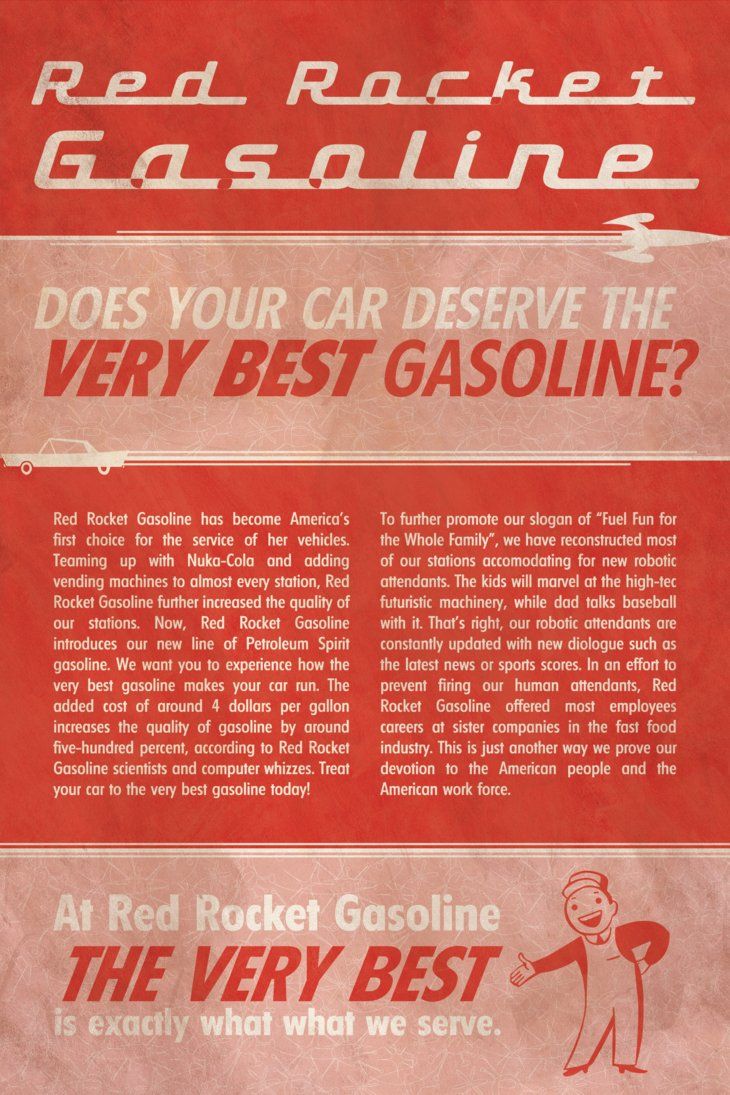 Red Rocket
Gasoline
DOES YOUR CAR DESERVE THE
VERY BEST GASOLINE?
Red Rocket Gasoline has become America's
first choice for the service of her vehicles.
Teaming up with Nuka-Cola and adding
vending machines to almost every station, Red
Rocket Gasoline further increased the quality of
our stations. Now, Red Rocket Gasoline
introduces our new line of Petroleum Spirit
gasoline. We want you to experience how the
very best gasoline makes your car run. The
added cost of around 4 dollars per gallon
increases the quality of gasoline by around
five-hundred percent, according to Red Rocket
Gasoline scientists and computer whizzes. Treat
your car to the very best gasoline today!
To further promote our slogan of “Fuel Fun for
the Whole Family”, we have reconstructed most
of our stations accomodating for new robotic
attendants. The kids will marvel at the high-tec
futuristic machinery, while dad talks baseball
with it. That's right, our robotic attendants are
constantly updated with new diologue such as
the latest news or sports scores. In an effort to
prevent firing our human attendants, Red
Rocket Gasoline offered most employees
careers at sister companies in the fast food
industry. This is just another way we prove our
devotion to the American people and the
American work force.
At Red Rocket Gasoline
THE VERY BEST
is exactly what what we serve.